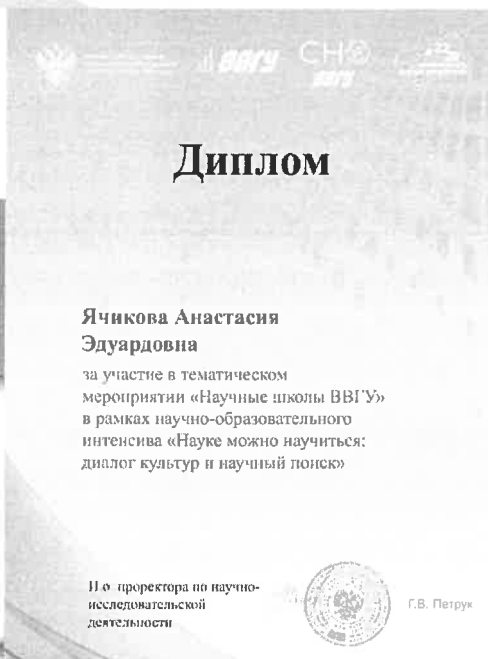 ВВГУ
СНО
ВВГУ
Диплом
Ячикова Анастасия
Эдуардовна
за участие в тематическом
мероприятии «Научные школы ВВГУ»
в рамках научно-образовательного
интенсива «Науке можно научиться:
диалог культур и научный поиск»
И.о. проректора по научно-
исследовательской
деятельности
Г.В. Петрук